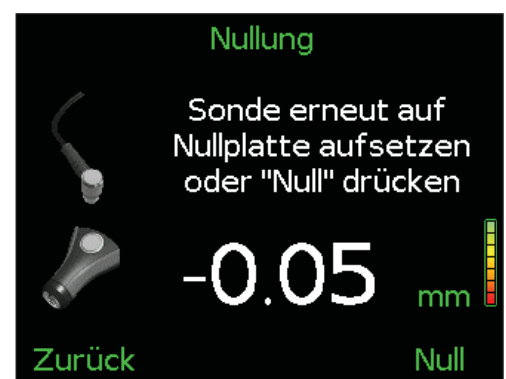 Nullung
Sonde erneut auf
Nullplatte aufsetzen
oder "Null" drücken
-0.05 mm
Zurück Null